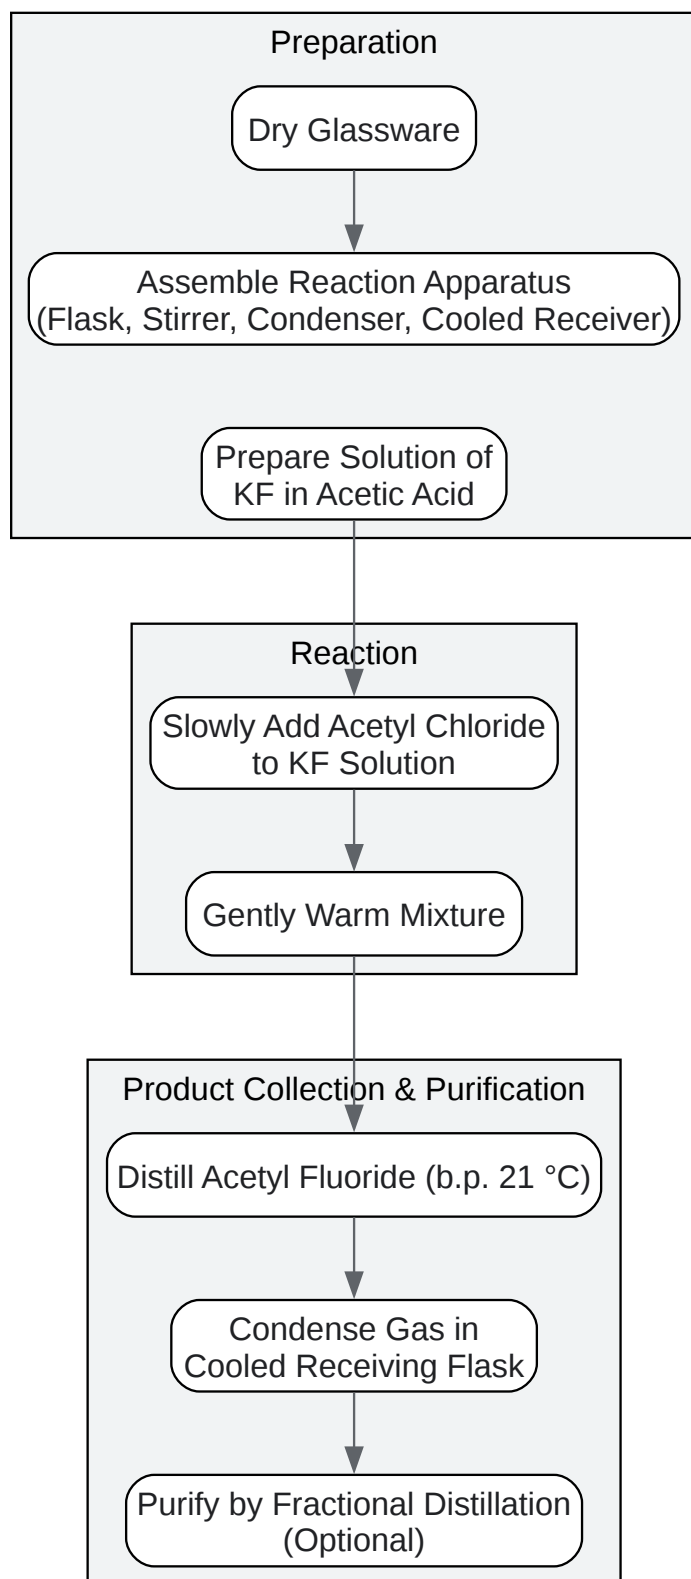 Preparation
Dry Glassware
Assemble Reaction Apparatus
(Flask, Stirrer, Condenser, Cooled Receiver)
Prepare Solution of
KF in Acetic Acid
Reaction
Slowly Add Acetyl Chloride
to KF Solution
Gently Warm Mixture
Product Collection & Purification
Distill Acetyl Fluoride (b.p. 21 °C)
Condense Gas in
Cooled Receiving Flask
Purify by Fractional Distillation
(Optional)